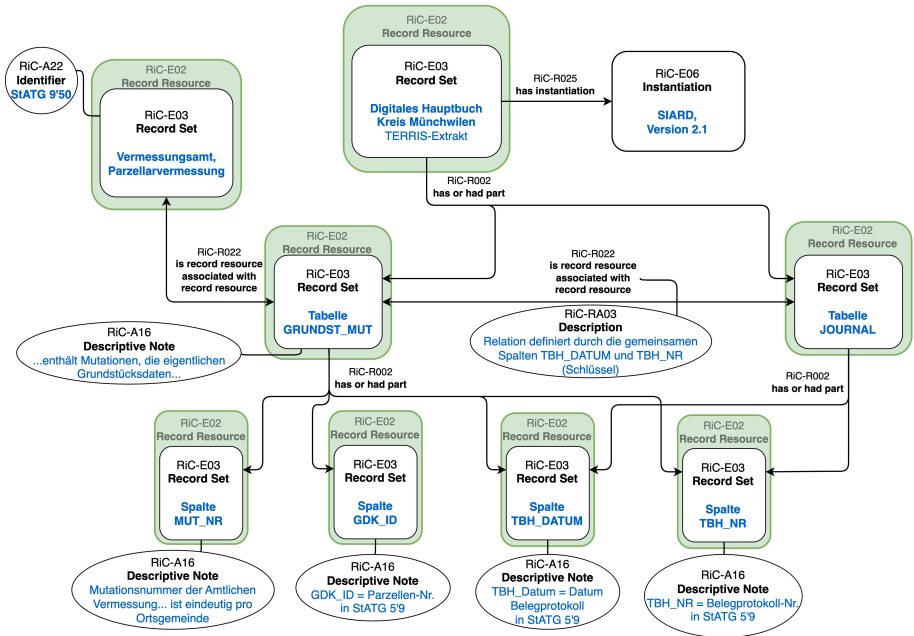 RiC-E02
Record Resource
RiC-E03
Record Set
Digitales Hauptbuch
Kreis Münchwilen
TERRIS-Extrakt
RiC-R025
has instantiation
RiC-E06
Instantiation
SIARD,
Version 2.1
RiC-A22
Identifier
StATG 9'50
RiC-E02
Record Resource
RiC-E03
Record Set
Vermessungsamt,
Parzellarvermessung
RiC-R002
has or had part
RiC-R022
is record resource
associated with
record resource
RiC-E02
Record Resource
RiC-E03
Record Set
Tabelle
GRUNDST_MUT
RiC-R022
is record resource
associated with
record resource
RiC-RA03
Description
Relation definiert durch die gemeinsamen
Spalten TBH_DATUM und TBH_NR
(Schlüssel)
RiC-E02
Record Resource
RiC-E03
Record Set
Tabelle
JOURNAL
RiC-A16
Descriptive Note
...enthält Mutationen, die eigentlichen
Grundstücksdaten...
RiC-R002
has or had part
RiC-R002
has or had part
RiC-E02
Record Resource
RiC-E03
Record Set
Spalte
MUT_NR
RiC-E02
Record Resource
RiC-E03
Record Set
Spalte
GDK_ID
RiC-E02
Record Resource
RiC-E03
Record Set
Spalte
TBH_DATUM
RiC-E02
Record Resource
RiC-E03
Record Set
Spalte
TBH_NR
RiC-A16
Descriptive Note
Mutationsnummer der Amtlichen
Vermessung... ist eindeutig pro
Ortsgemeinde
RiC-A16
Descriptive Note
GDK_ID = Parzellen-Nr.
in StATG 5'9
RiC-A16
Descriptive Note
TBH_Datum = Datum
Belegprotokoll
in StATG 5'9
RiC-A16
Descriptive Note
TBH_NR = Belegprotokoll-Nr.
in StATG 5'9